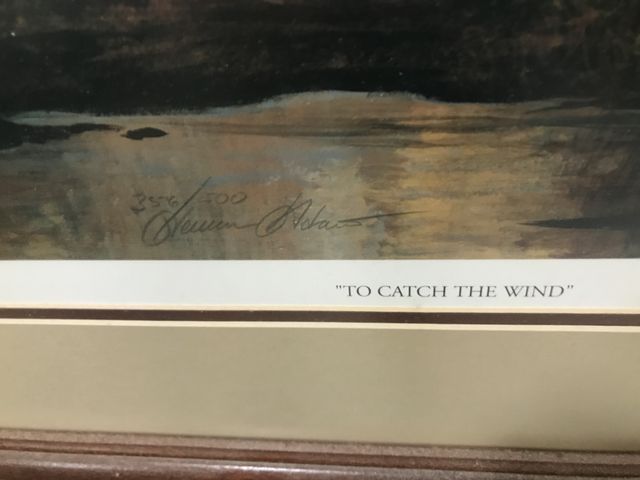 356/500
"TO CATCH THE WIND"